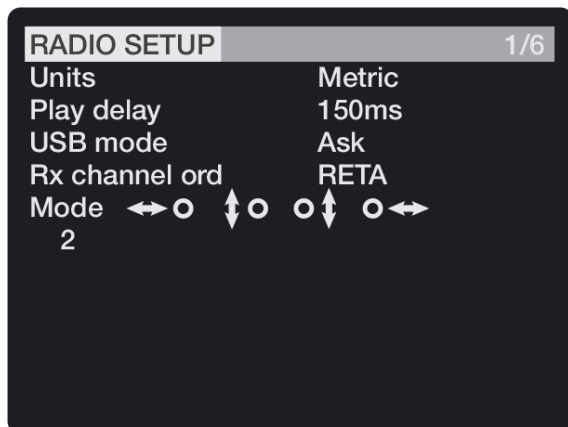 RADIO SETUP 1/6
Units Metric
Play delay 150ms
USB mode Ask
Rx channel ord RETA
Mode
2